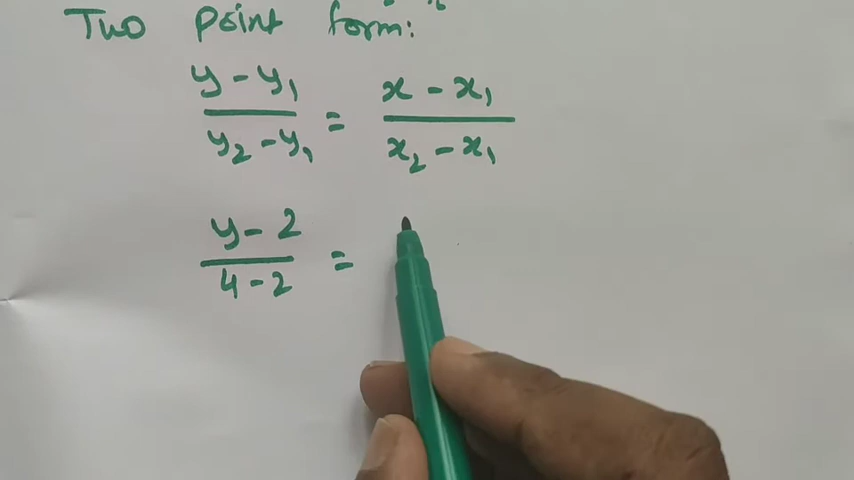 Two point form:
y - y₁ = x - x₁
y₂ - y₁ x₂ - x₁
y - 2 =
4 - 2